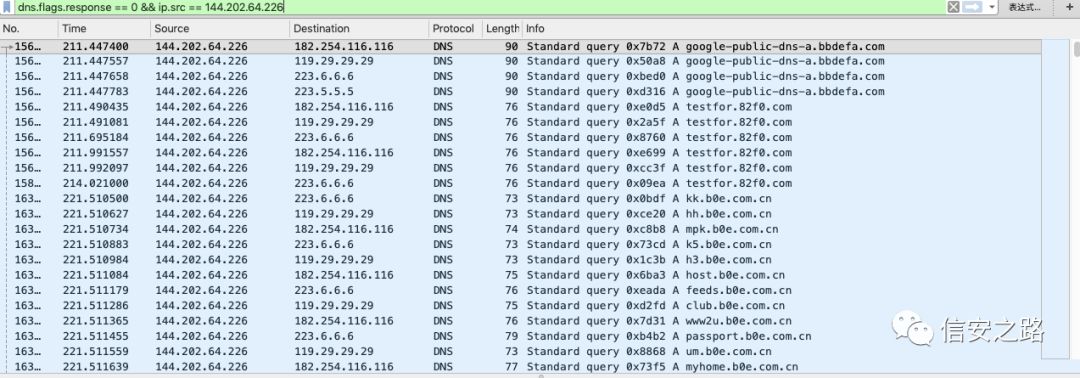 dns.flags.response == 0 && ip.src == 144.202.64.226 表达式… +
No. Time Source Destination Protocol Length Info
156… 211.447400 144.202.64.226 182.254.116.116 DNS 90 Standard query 0x7b72 A google-public-dns-a.bbdefa.com
156… 211.447557 144.202.64.226 119.29.29.29 DNS 90 Standard query 0x50a8 A google-public-dns-a.bbdefa.com
156… 211.447658 144.202.64.226 223.6.6.6 DNS 90 Standard query 0xbed0 A google-public-dns-a.bbdefa.com
156… 211.447783 144.202.64.226 223.5.5.5 DNS 90 Standard query 0xd316 A google-public-dns-a.bbdefa.com
156… 211.490435 144.202.64.226 182.254.116.116 DNS 76 Standard query 0xe0d5 A testfor.82f0.com
156… 211.491081 144.202.64.226 119.29.29.29 DNS 76 Standard query 0x2a5f A testfor.82f0.com
156… 211.695184 144.202.64.226 223.6.6.6 DNS 76 Standard query 0x8760 A testfor.82f0.com
156… 211.991557 144.202.64.226 182.254.116.116 DNS 76 Standard query 0xe699 A testfor.82f0.com
156… 211.992097 144.202.64.226 119.29.29.29 DNS 76 Standard query 0xcc3f A testfor.82f0.com
158… 214.021000 144.202.64.226 223.6.6.6 DNS 76 Standard query 0x09ea A testfor.82f0.com
163… 221.510500 144.202.64.226 223.6.6.6 DNS 73 Standard query 0x0bdf A kk.b0e.com.cn
163… 221.510627 144.202.64.226 119.29.29.29 DNS 73 Standard query 0xce20 A hh.b0e.com.cn
163… 221.510734 144.202.64.226 182.254.116.116 DNS 74 Standard query 0xc8b8 A mpk.b0e.com.cn
163… 221.510883 144.202.64.226 223.6.6.6 DNS 73 Standard query 0x73cd A k5.b0e.com.cn
163… 221.510984 144.202.64.226 119.29.29.29 DNS 73 Standard query 0x1c3b A h3.b0e.com.cn
163… 221.511084 144.202.64.226 182.254.116.116 DNS 75 Standard query 0x6ba3 A host.b0e.com.cn
163… 221.511179 144.202.64.226 223.6.6.6 DNS 76 Standard query 0xeada A feeds.b0e.com.cn
163… 221.511286 144.202.64.226 119.29.29.29 DNS 75 Standard query 0xd2fd A club.b0e.com.cn
163… 221.511365 144.202.64.226 182.254.116.116 DNS 76 Standard query 0x7d31 A www2u.b0e.com.cn
163… 221.511455 144.202.64.226 223.6.6.6 DNS 79 Standard query 0xb4b2 A passport.b0e.com.cn
163… 221.511559 144.202.64.226 119.29.29.29 DNS 73 Standard query 0x8868 A um.b0e.com.cn
163… 221.511639 144.202.64.226 182.254.116.116 DNS 77 Standard query 0x73f5 A myhome.b0e.com.cn
信安之路